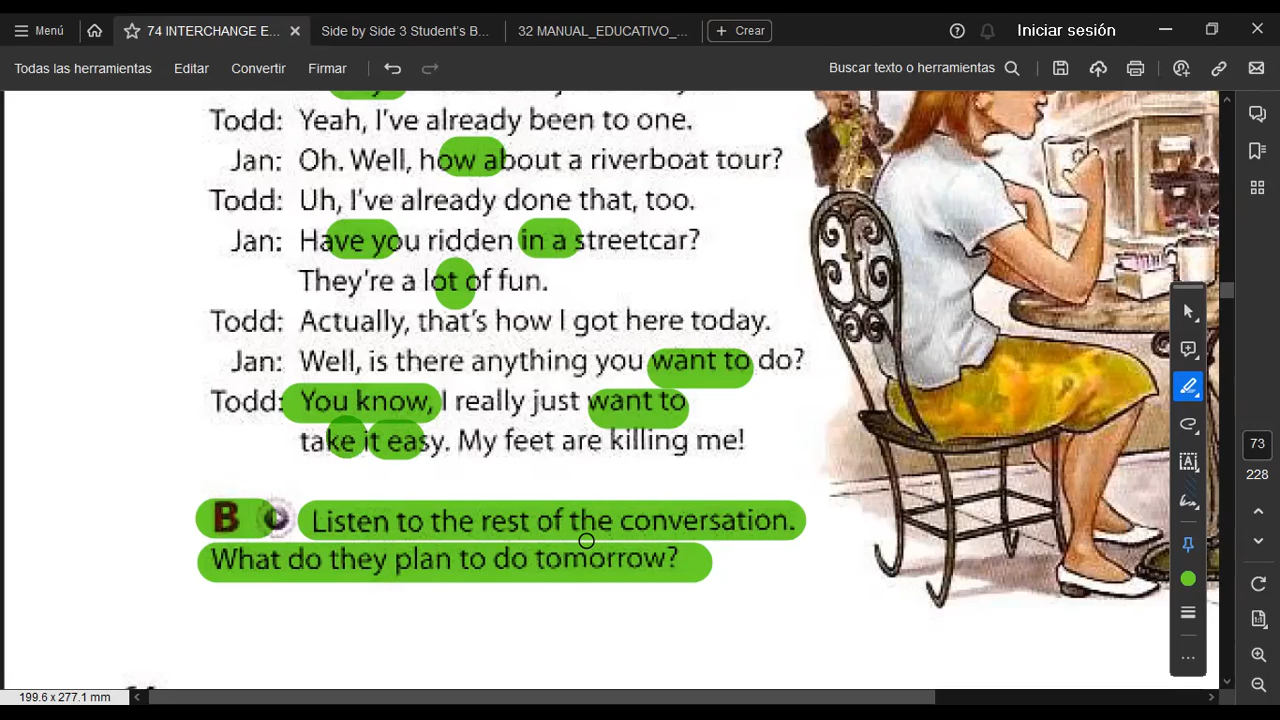 Menú
74 INTERCHANGE E...
Side by Side 3 Student's B...
32 MANUAL_EDUCATIVO_...
Crear
Iniciar sesión
Todas las herramientas
Editar
Convertir
Firmar
Buscar texto o herramientas
Todd: Yeah, I've already been to one.
Jan: Oh. Well, how about a riverboat tour?
Todd: Uh, I've already done that, too.
Jan: Have you ridden in a streetcar?
They're a lot of fun.
Todd: Actually, that's how I got here today.
Jan: Well, is there anything you want to do?
Todd: You know, I really just want to
take it easy. My feet are killing me!
B Listen to the rest of the conversation.
What do they plan to do tomorrow?
73
228
199.6 x 277.1 mm